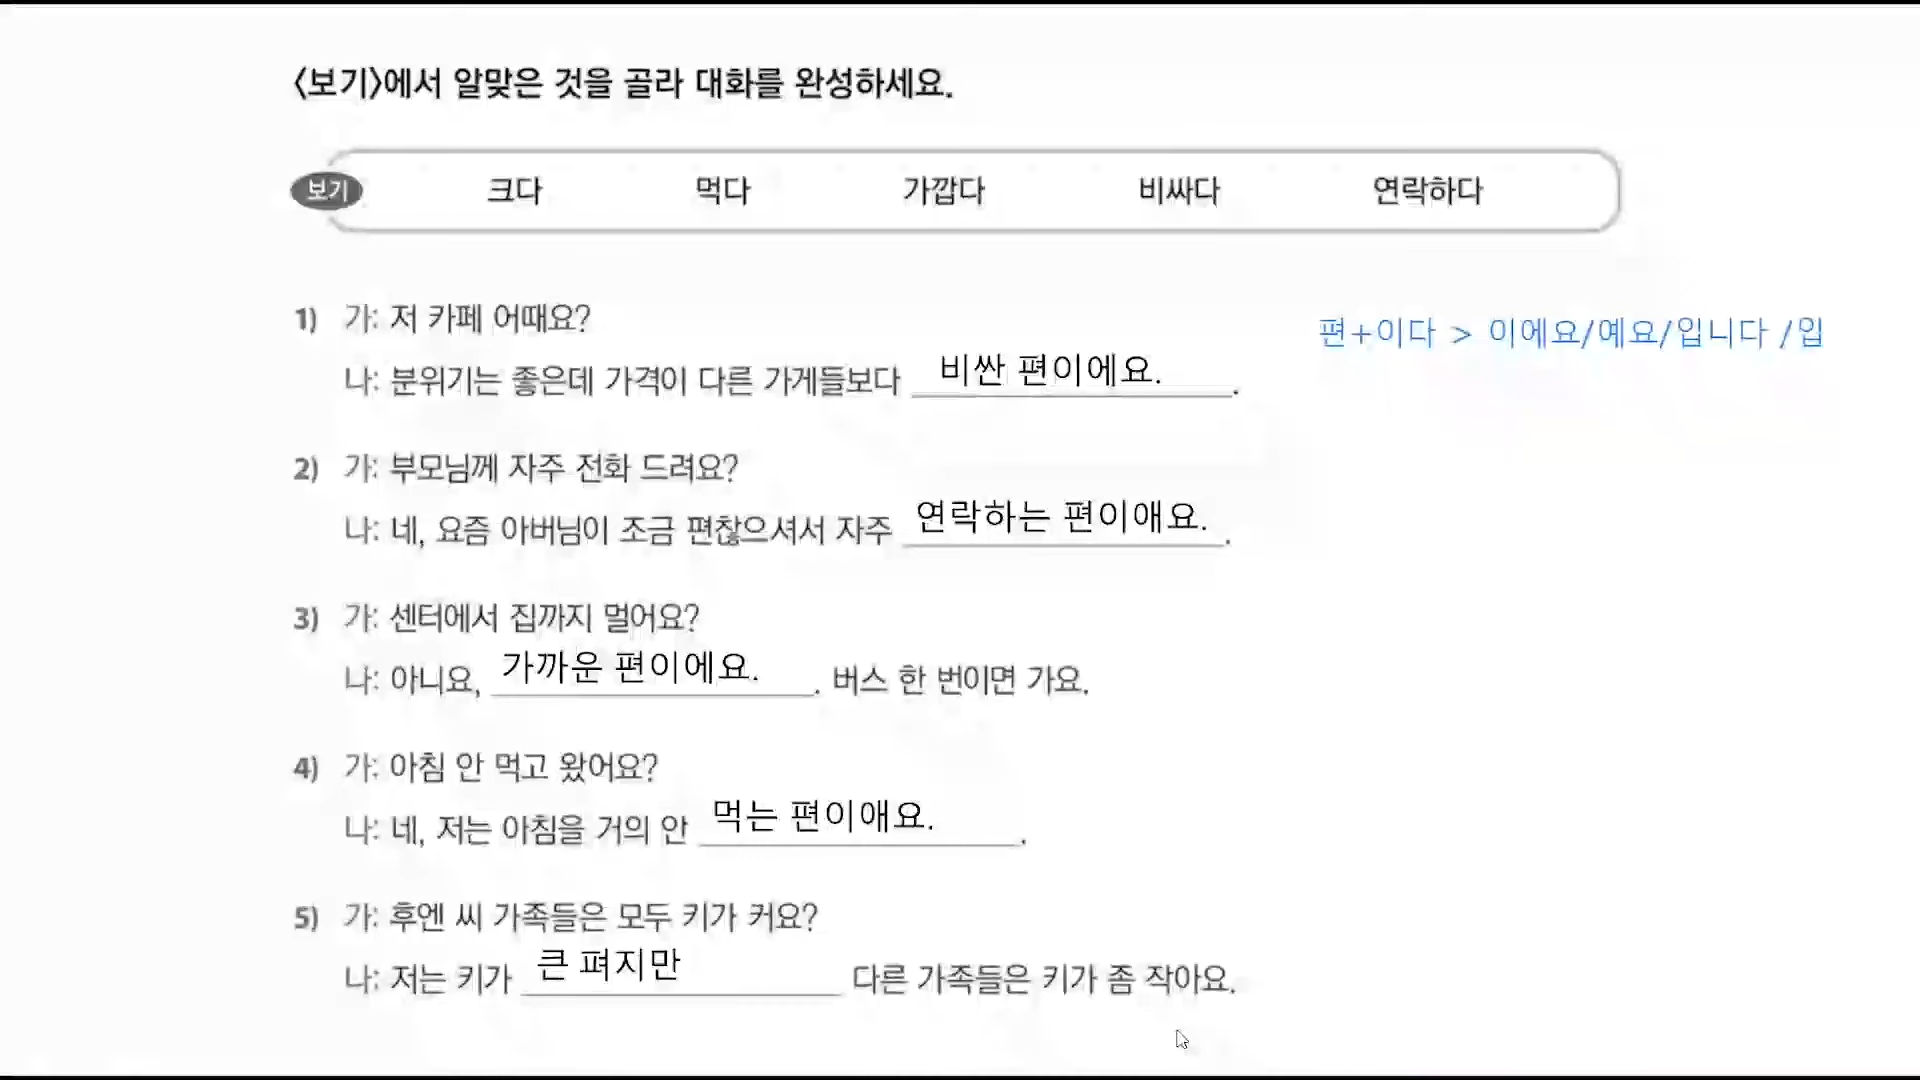 〈보기〉에서 알맞은 것을 골라 대화를 완성하세요.
보기 크다 먹다 가깝다 비싸다 연락하다
1) 가: 저 카페 어때요?
편+이다 > 이에요/예요/입니다 /입
나: 분위기는 좋은데 가격이 다른 가게들보다 비싼 편이에요. .
2) 가: 부모님께 자주 전화 드려요?
나: 네, 요즘 아버님이 조금 편찮으셔서 자주 연락하는 편이애요. .
3) 가: 센터에서 집까지 멀어요?
나: 아니요, 가까운 편이에요. . 버스 한 번이면 가요.
4) 가: 아침 안 먹고 왔어요?
나: 네, 저는 아침을 거의 안 먹는 편이애요. .
5) 가: 후엔 씨 가족들은 모두 키가 커요?
나: 저는 키가 큰 펴지만 다른 가족들은 키가 좀 작아요.